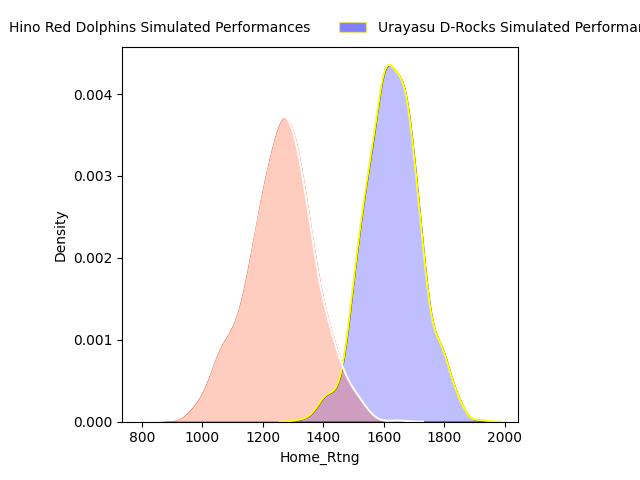 Hino Red Dolphins Simulated Performances
Urayasu D-Rocks Simulated
Density
0.004
0.003
0.002
0.001
0.000
800 1000 1200 1400 1600 1800 2000
Home_Rtng